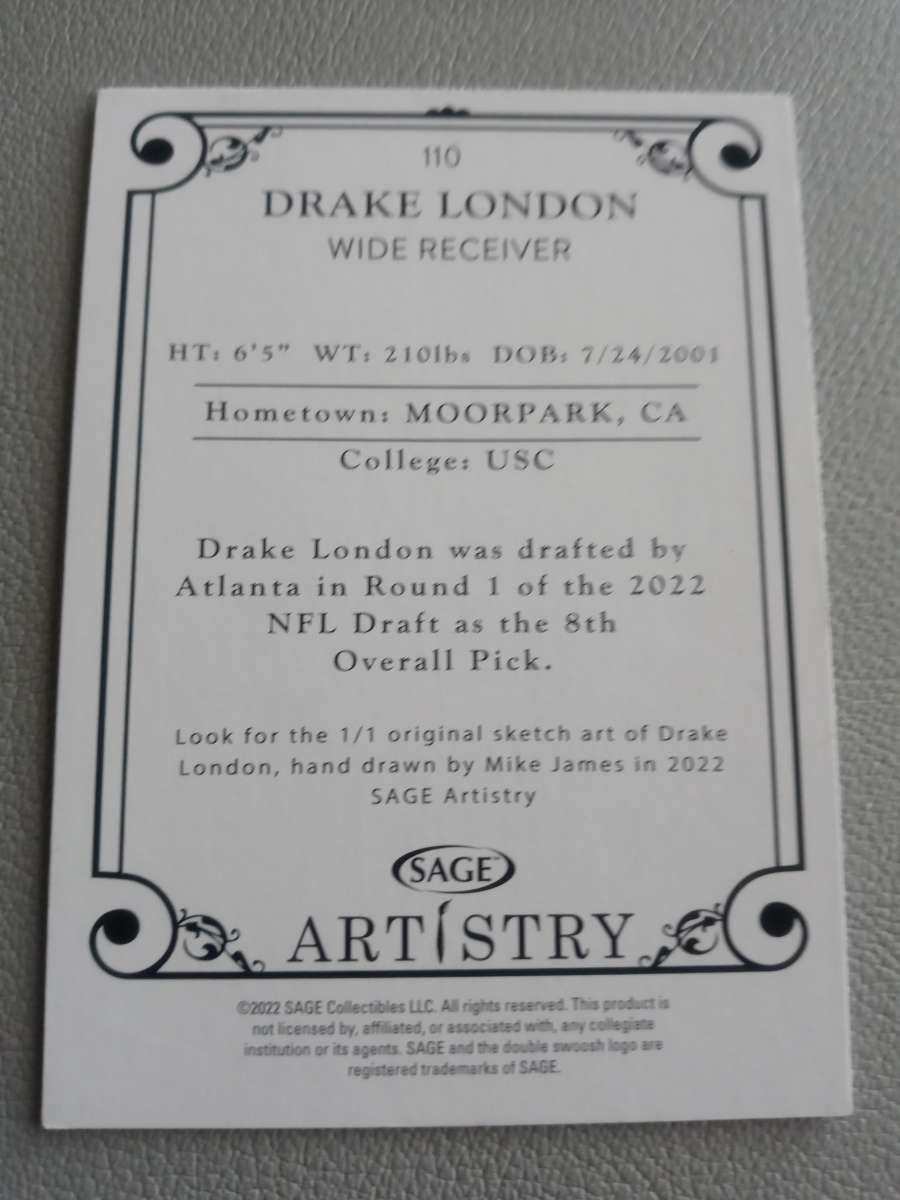 110
DRAKE LONDON
WIDE RECEIVER
HT: 6'5" WT: 210lbs DOB: 7/24/2001
Hometown: MOORPARK, CA
College: USC
Drake London was drafted by
Atlanta in Round 1 of the 2022
NFL Draft as the 8th
Overall Pick.
Look for the 1/1 original sketch art of Drake
London, hand drawn by Mike James in 2022
SAGE Artistry
SAGE™
ARTISTRY
©2022 SAGE Collectibles LLC. All rights reserved. This product is
not licensed by, affiliated, or associated with, any collegiate
institution or its agents. SAGE and the double swoosh logo are
registered trademarks of SAGE.